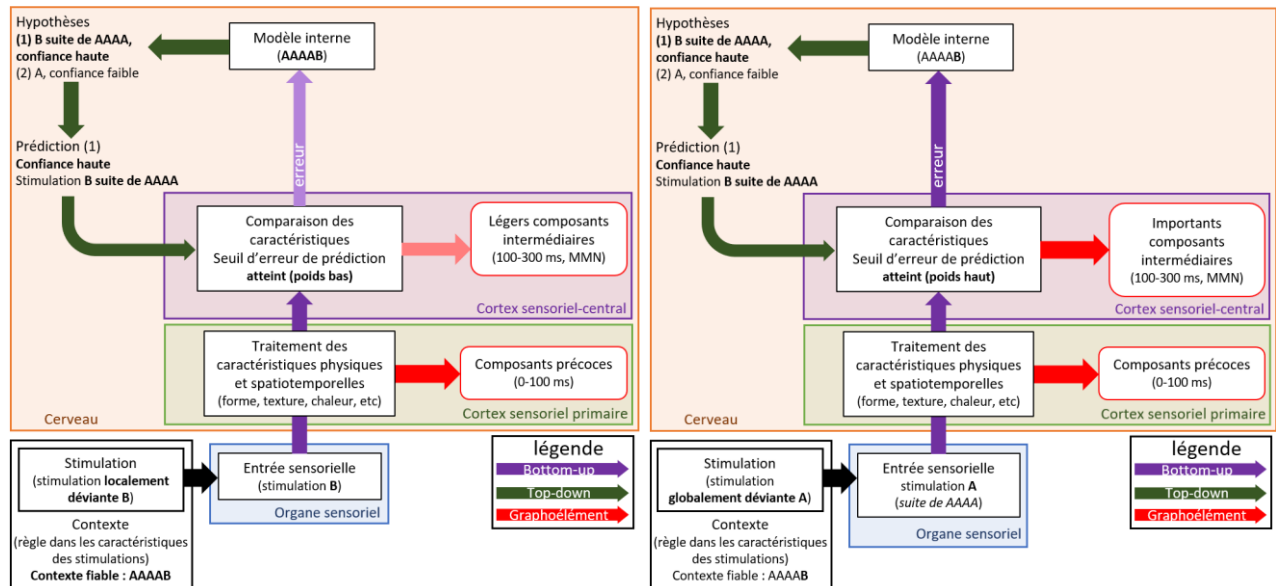 Hypothèses
(1) B suite de AAAA,
confiance haute
(2) A, confiance faible
Modèle interne
(AAAAB)
Prédiction (1)
Confiance haute
Stimulation B suite de AAAA
erreur
Comparaison des
caractéristiques
Seuil d'erreur de prédiction
atteint (poids bas)
Légers composants
intermédiaires
(100-300 ms, MMN)
Cortex sensoriel-central
Traitement des
caractéristiques physiques
et spatiotemporelles
(forme, texture, chaleur, etc)
Composants précoces
(0-100 ms)
Cortex sensoriel primaire
Cerveau
Stimulation
(stimulation localement
déviante B)
Contexte
(règle dans les caractéristiques
des stimulations)
Contexte fiable : AAAAB
Entrée sensorielle
(stimulation B)
Organe sensoriel
légende
Bottom-up
Top-down
Graphoélément
Hypothèses
(1) B suite de AAAA,
confiance haute
(2) A, confiance faible
Modèle interne
(AAAAB)
Prédiction (1)
Confiance haute
Stimulation B suite de AAAA
erreur
Comparaison des
caractéristiques
Seuil d'erreur de prédiction
atteint (poids haut)
Importants
composants
intermédiaires
(100-300 ms, MMN)
Cortex sensoriel-central
Traitement des
caractéristiques physiques
et spatiotemporelles
(forme, texture, chaleur, etc)
Composants précoces
(0-100 ms)
Cortex sensoriel primaire
Cerveau
Stimulation
(stimulation
globalement déviante A)
Contexte
(règle dans les caractéristiques
des stimulations)
Contexte fiable : AAAAB
Entrée sensorielle
stimulation A
(suite de AAAA)
Organe sensoriel
légende
Bottom-up
Top-down
Graphoélément